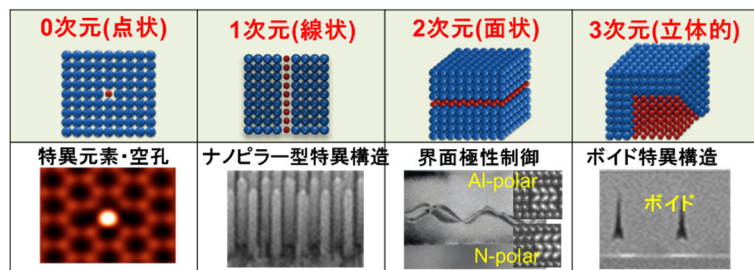 0次元(点状)
1次元(線状)
2次元(面状)
3次元(立体的)
特異元素・空孔
ナノピラー型特異構造
界面極性制御
ボイド特異構造
Al-polar
N-polar
ボイド